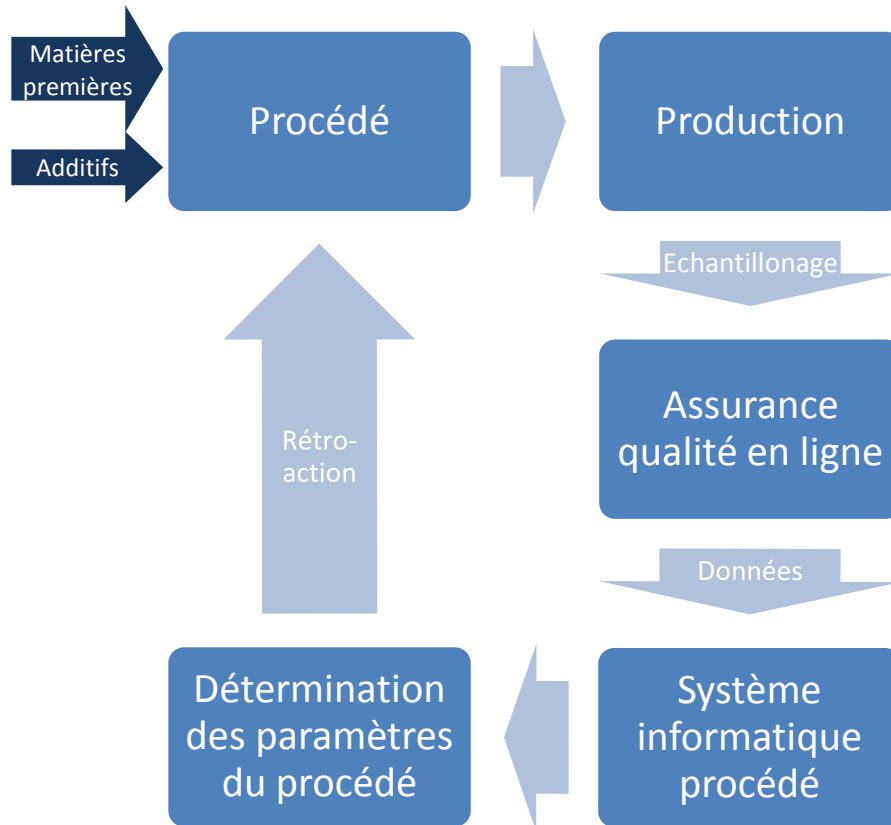 Matières
premières
Additifs
Procédé
Production
Echantillonage
Assurance
qualité en ligne
Rétro-
action
Données
Détermination
des paramètres
du procédé
Système
informatique
procédé